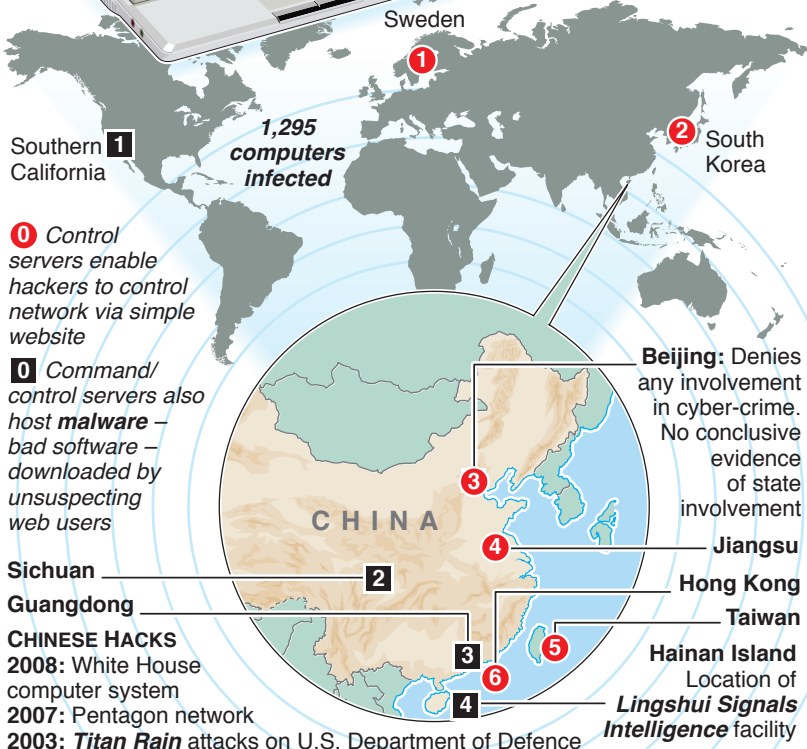 Sweden
1
Southern
California
1
1,295
computers
infected
2
South
Korea
0 Control
servers enable
hackers to control
network via simple
website
0 Command/
control servers also
host malware –
bad software –
downloaded by
unsuspecting
web users
Beijing: Denies
any involvement
in cyber-crime.
No conclusive
evidence
of state
involvement
3
CHINA
4
Jiangsu
Sichuan
2
Hong Kong
Guangdong
Taiwan
3
5
6
4
Hainan Island
Location of
Lingshui Signals
Intelligence facility
CHINESE HACKS
2008: White House
computer system
2007: Pentagon network
2003: Titan Rain attacks on U.S. Department of Defence